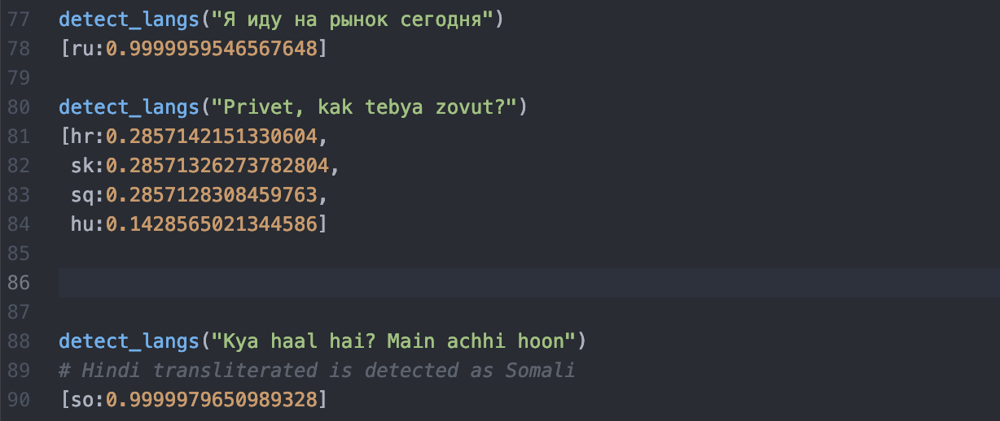 77 detect_langs("Я иду на рынок сегодня")
78 [ru:0.9999959546567648]
79
80 detect_langs("Privet, kak tebya zovut?")
81 [hr:0.2857142151330604,
82 sk:0.28571326273782804,
83 sq:0.2857128308459763,
84 hu:0.1428565021344586]
85
86
87
88 detect_langs("Kya haal hai? Main achhi hoon")
89 # Hindi transliterated is detected as Somali
90 [so:0.9999979650989328]